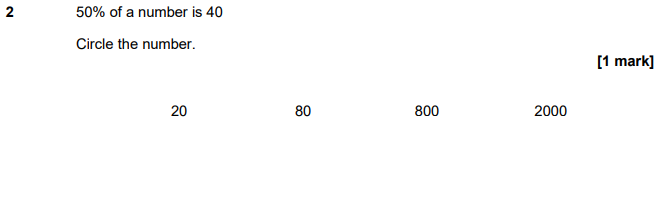 2 50% of a number is 40
Circle the number.
[1 mark]
20 80 800 2000